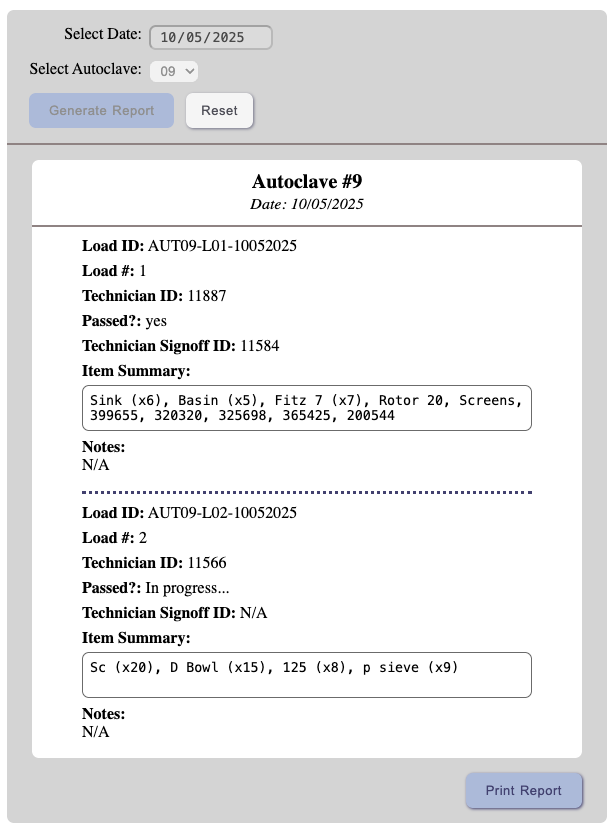 Select Date: 10/05/2025
Select Autoclave: 09
Generate Report Reset
Autoclave #9
Date: 10/05/2025
Load ID: AUT09-L01-10052025
Load #: 1
Technician ID: 11887
Passed?: yes
Technician Signoff ID: 11584
Item Summary:
Sink (x6), Basin (x5), Fitz 7 (x7), Rotor 20, Screens,
399655, 320320, 325698, 365425, 200544
Notes:
N/A
Load ID: AUT09-L02-10052025
Load #: 2
Technician ID: 11566
Passed?: In progress...
Technician Signoff ID: N/A
Item Summary:
Sc (x20), D Bowl (x15), 125 (x8), p sieve (x9)
Notes:
N/A
Print Report